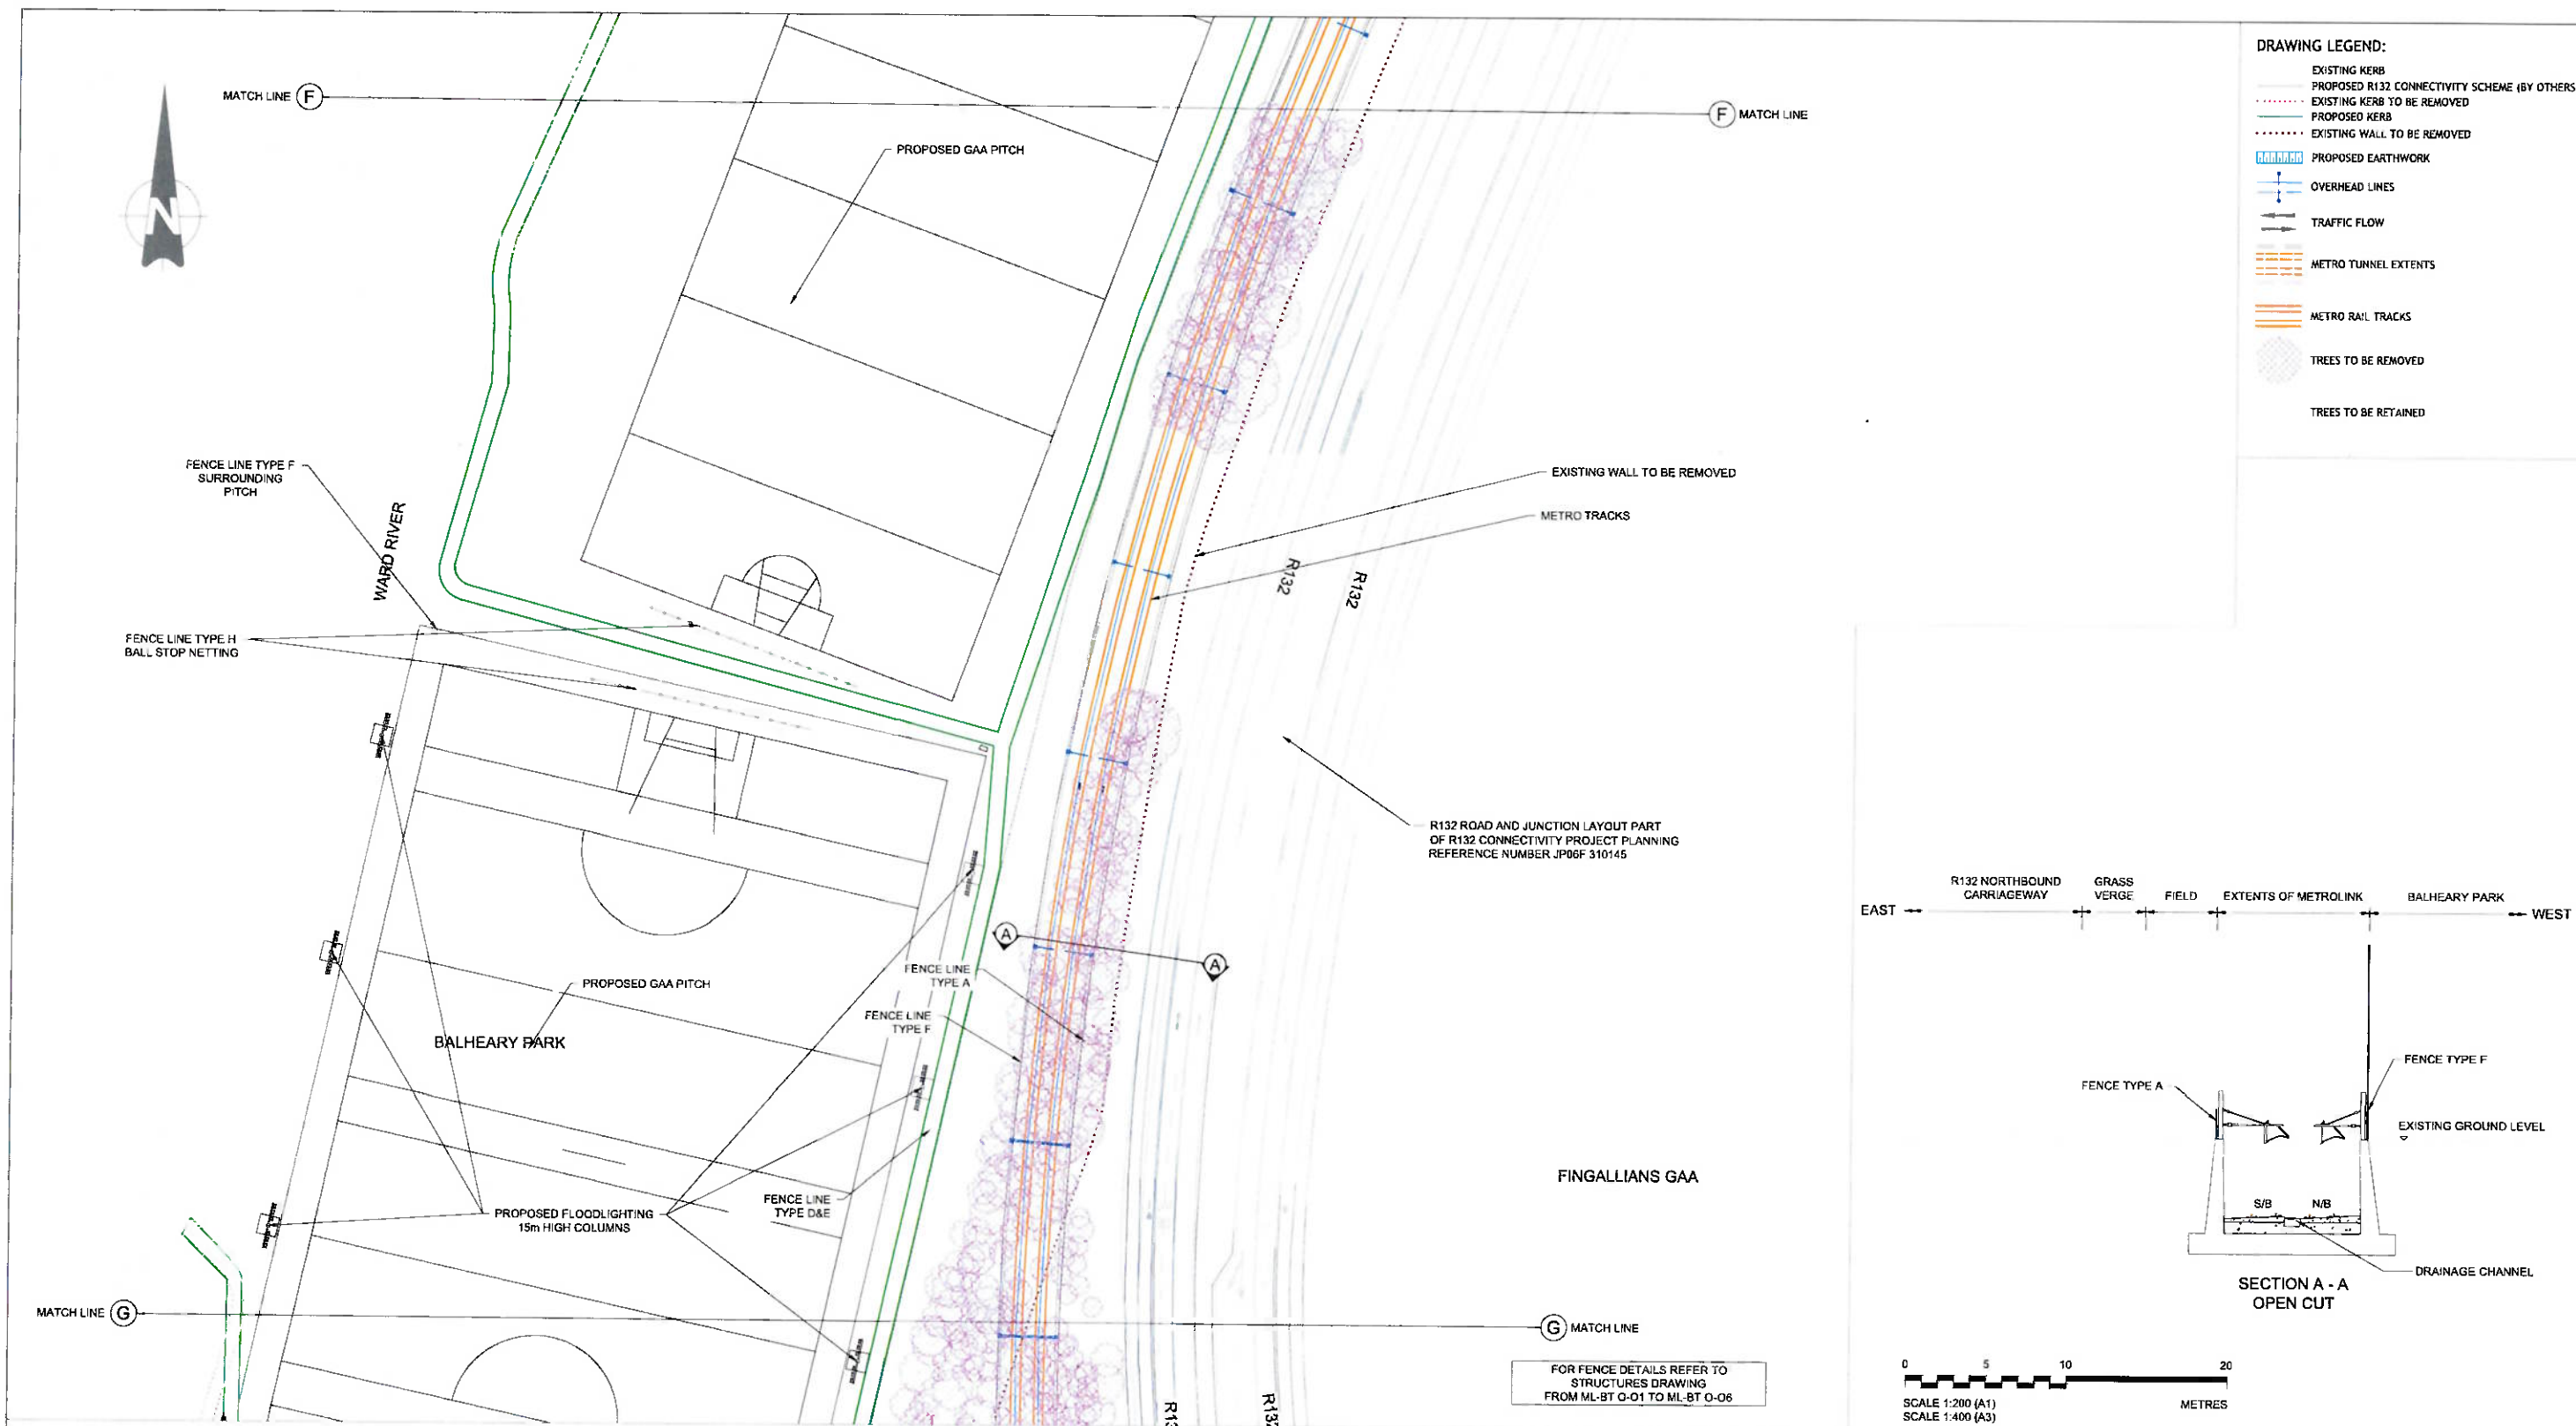 MATCH LINE F
F MATCH LINE
N
PROPOSED GAA PITCH
FENCE LINE TYPE F
SURROUNDING
PITCH
WARD RIVER
FENCE LINE TYPE H
BALL STOP NETTING
EXISTING WALL TO BE REMOVED
METRO TRACKS
R132
R132
R132 ROAD AND JUNCTION LAYOUT PART
OF R132 CONNECTIVITY PROJECT PLANNING
REFERENCE NUMBER JP06F 310145
A
A
FENCE LINE
TYPE A
PROPOSED GAA PITCH
FENCE LINE
TYPE F
BALHEARY PARK
FINGALLIANS GAA
FENCE LINE
TYPE D&E
PROPOSED FLOODLIGHTING
15m HIGH COLUMNS
MATCH LINE G
G MATCH LINE
FOR FENCE DETAILS REFER TO
STRUCTURES DRAWING
FROM ML-BT O-O1 TO ML-BT O-O6
R132
DRAWING LEGEND:
EXISTING KERB
PROPOSED R132 CONNECTIVITY SCHEME (BY OTHERS
EXISTING KERB TO BE REMOVED
PROPOSED KERB
EXISTING WALL TO BE REMOVED
PROPOSED EARTHWORK
OVERHEAD LINES
TRAFFIC FLOW
METRO TUNNEL EXTENTS
METRO RAIL TRACKS
TREES TO BE REMOVED
TREES TO BE RETAINED
EAST
R132 NORTHBOUND
CARRIAGEWAY
GRASS
VERGE
FIELD
EXTENTS OF METROLINK
BALHEARY PARK
WEST
FENCE TYPE F
FENCE TYPE A
EXISTING GROUND LEVEL
S/B
N/B
DRAINAGE CHANNEL
SECTION A - A
OPEN CUT
0 5 10 20
SCALE 1:200 (A1)
METRES
SCALE 1:400 (A3)